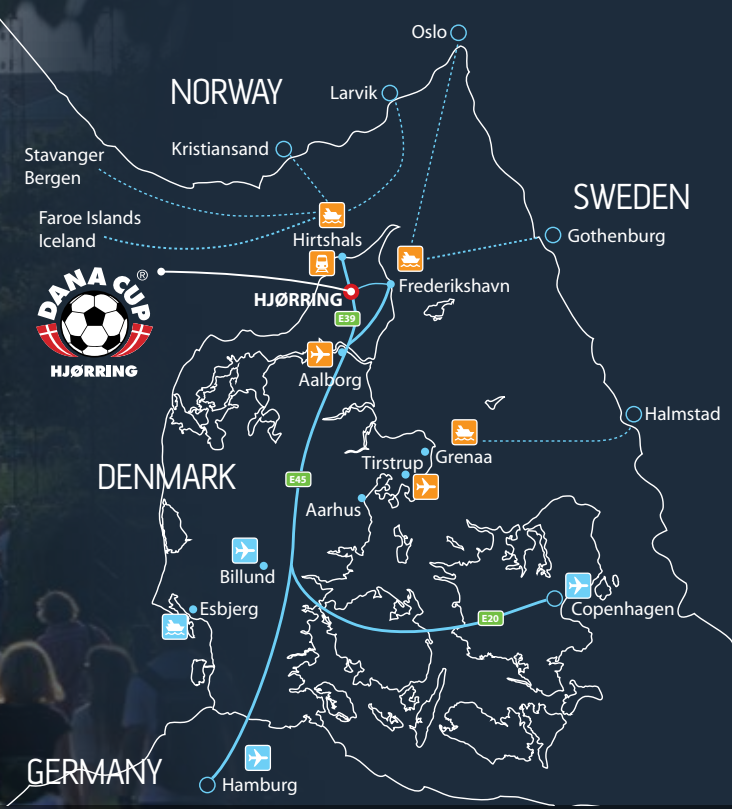 Oslo
NORWAY
Larvik
Kristiansand
Stavanger
Bergen
SWEDEN
Faroe Islands
Iceland
Gothenburg
Hirtshals
DANA CUP ®
HJØRRING
Frederikshavn
HJØRRING
E39
Aalborg
Halmstad
Grenaa
Tirstrup
DENMARK
E45
Aarhus
Billund
Esbjerg
Copenhagen
E20
GERMANY
Hamburg